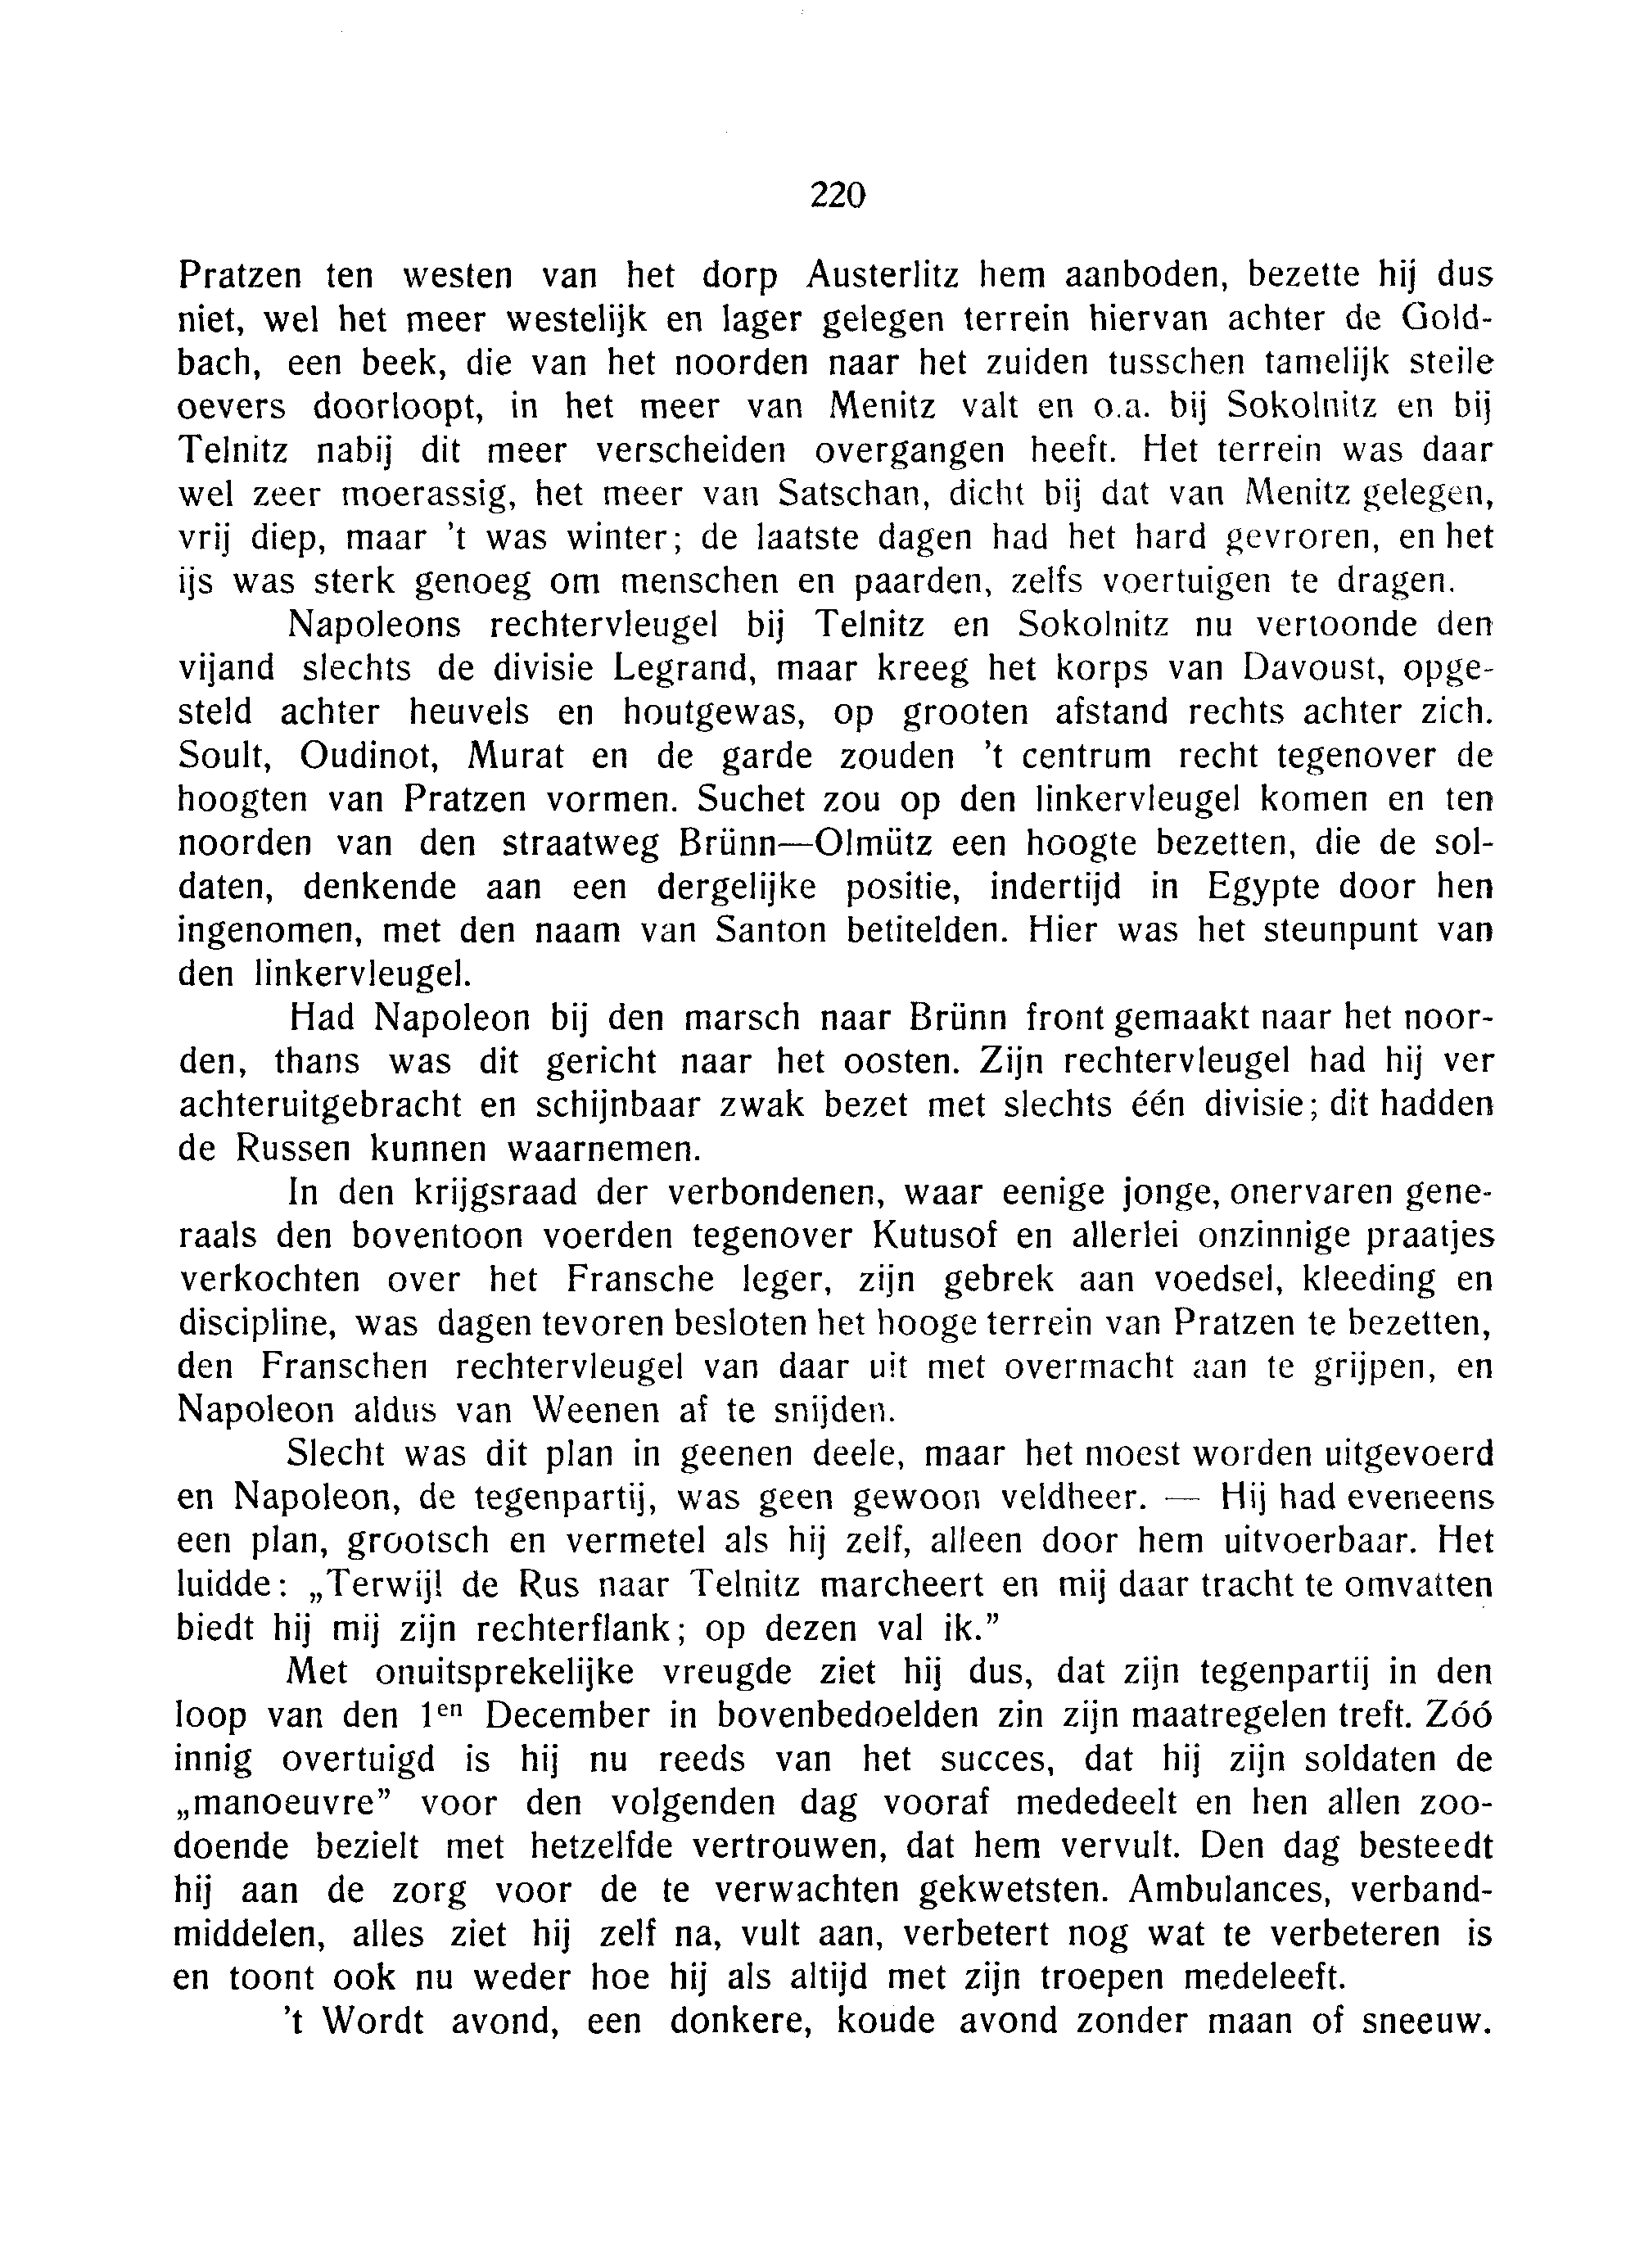 220
Pratzen ten westen van het dorp Austerlitz hem aanboden, bezette hij dus
niet, wel het meer westelijk en lager gelegen terrein hiervan achter de Gold-
bach, een beek, die van het noorden naar het zuiden tusschen tamelijk steile
oevers doorloopt, in het meer van Menitz valt en o.a. bij Sokolnitz en bij
Telnitz nabij dit meer verscheiden overgangen heeft. Het terrein was daar
wel zeer moerassig, het meer van Satschan, dicht bij dat van Menitz gelegen,
vrij diep, maar 't was winter; de laatste dagen had het hard gevroren, en het
ijs was sterk genoeg om menschen en paarden, zelfs voertuigen te dragen.
Napoleons rechtervleugel bij Telnitz en Sokolnitz nu vertoonde den
vijand slechts de divisie Legrand, maar kreeg het korps van Davoust, opge-
steld achter heuvels en houtgewas, op grooten afstand rechts achter zich.
Soult, Oudinot, Murat en de garde zouden 't centrum recht tegenover de
hoogten van Pratzen vormen. Suchet zou op den linkervleugel komen en ten
noorden van den straatweg Brünn—Olmütz een hoogte bezetten, die de sol-
daten, denkende aan een dergelijke positie, indertijd in Egypte door hen
ingenomen, met den naam van Santon betitelden. Hier was het steunpunt van
den linkervleugel.
Had Napoleon bij den marsch naar Brünn front gemaakt naar het noor-
den, thans was dit gericht naar het oosten. Zijn rechtervleugel had hij ver
achteruitgebracht en schijnbaar zwak bezet met slechts één divisie; dit hadden
de Russen kunnen waarnemen.
In den krijgsraad der verbondenen, waar eenige jonge, onervaren gene-
raals den boventoon voerden tegenover Kutusof en allerlei onzinnige praatjes
verkochten over het Fransche leger, zijn gebrek aan voedsel, kleeding en
discipline, was dagen tevoren besloten het hooge terrein van Pratzen te bezetten,
den Franschen rechtervleugel van daar uit met overmacht aan te grijpen, en
Napoleon aldus van Weenen af te snijden.
Slecht was dit plan in geenen deele, maar het moest worden uitgevoerd
en Napoleon, de tegenpartij, was geen gewoon veldheer. — Hij had eveneens
een plan, grootsch en vermetel als hij zelf, alleen door hem uitvoerbaar. Het
luidde: „Terwijl de Rus naar Telnitz marcheert en mij daar tracht te omvatten
biedt hij mij zijn rechterflank; op dezen val ik.”
Met onuitsprekelijke vreugde ziet hij dus, dat zijn tegenpartij in den
loop van den 1en December in bovenbedoelden zin zijn maatregelen treft. Zóó
innig overtuigd is hij nu reeds van het succes, dat hij zijn soldaten de
„manoeuvre” voor den volgenden dag vooraf mededeelt en hen allen zoo-
doende bezielt met hetzelfde vertrouwen, dat hem vervult. Den dag besteedt
hij aan de zorg voor de te verwachten gekwetsten. Ambulances, verband-
middelen, alles ziet hij zelf na, vult aan, verbetert nog wat te verbeteren is
en toont ook nu weder hoe hij als altijd met zijn troepen medeleeft.
't Wordt avond, een donkere, koude avond zonder maan of sneeuw.